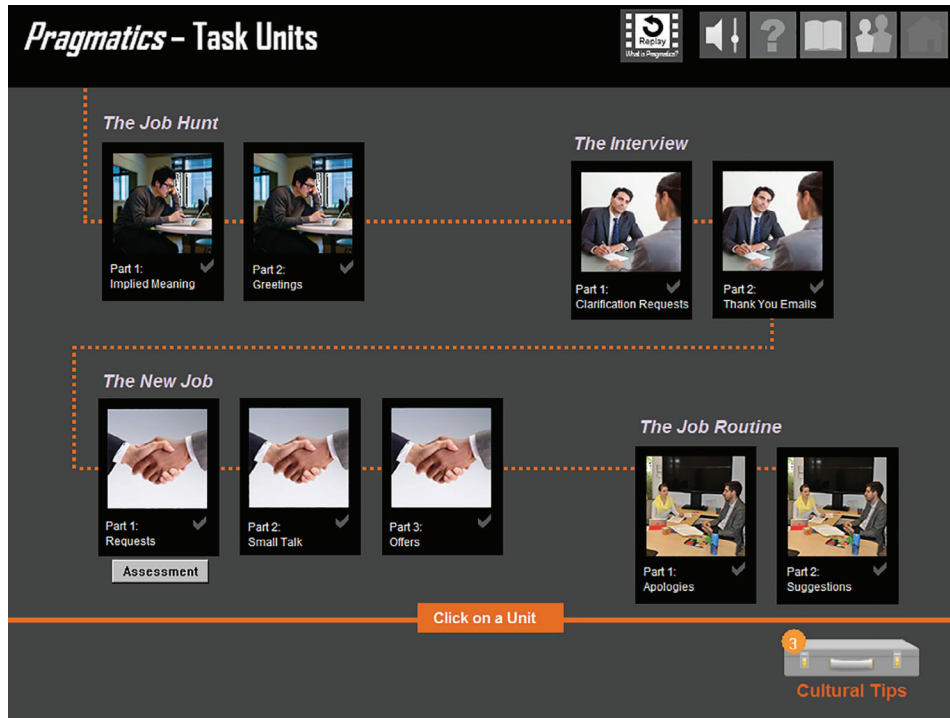 Pragmatics – Task Units
Replay
What is Pragmatics?
?
The Job Hunt
Part 1:
Implied Meaning
Part 2:
Greetings
The Interview
Part 1:
Clarification Requests
Part 2:
Thank You Emails
The New Job
Part 1:
Requests
Assessment
Part 2:
Small Talk
Part 3:
Offers
The Job Routine
Part 1:
Apologies
Part 2:
Suggestions
Click on a Unit
3
Cultural Tips